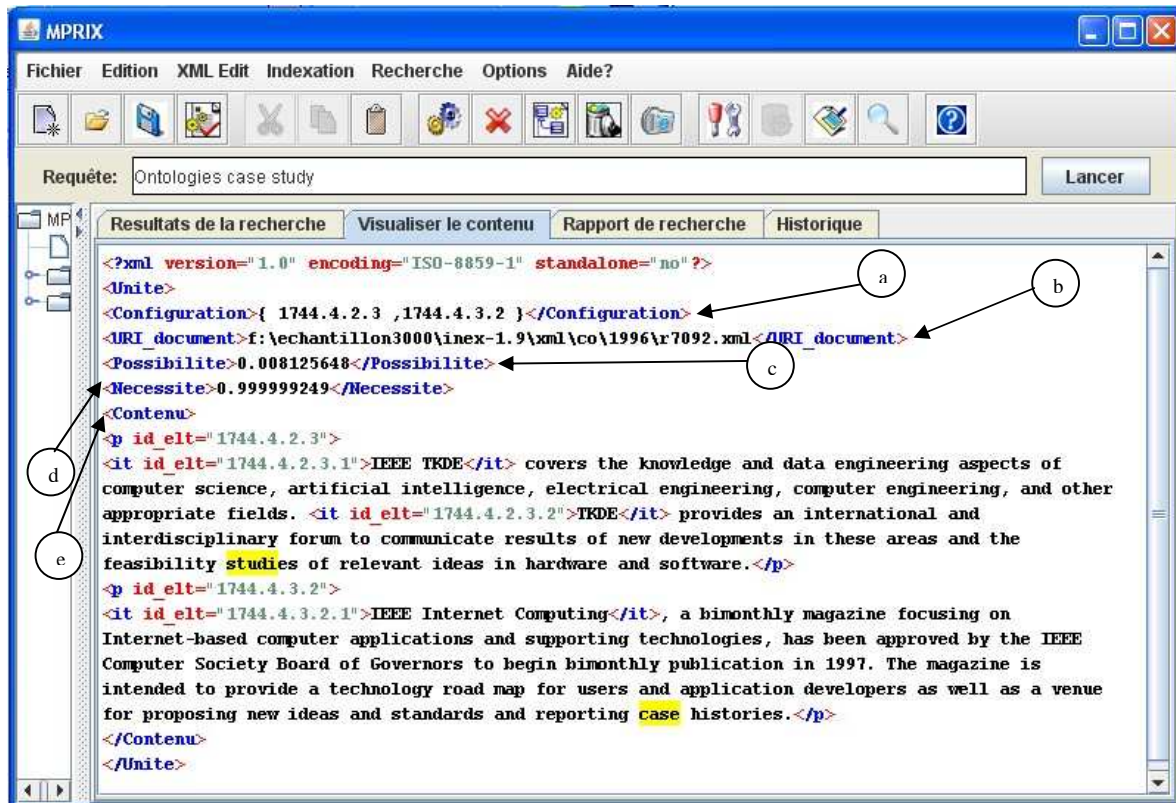 MPRIX
Fichier Edition XML Edit Indexation Recherche Options Aide?
Requête: Ontologies case study Lancer
MP
Resultats de la recherche Visualiser le contenu Rapport de recherche Historique
<?xml version="1.0" encoding="ISO-8859-1" standalone="no"?>
<Unite>
<Configuration>{ 1744.4.2.3 ,1744.4.3.2 }</Configuration>
<URI_document>f:\echantillon3000\inex-1.9\xml\co\1996\r7092.xml</URI_document>
<Possibilite>0.008125648</Possibilite>
<Necessite>0.999999249</Necessite>
<Contenu>
<p id_elt="1744.4.2.3">
<it id_elt="1744.4.2.3.1">IEEE TKDE</it> covers the knowledge and data engineering aspects of
computer science, artificial intelligence, electrical engineering, computer engineering, and other
appropriate fields. <it id_elt="1744.4.2.3.2">TKDE</it> provides an international and
interdisciplinary forum to communicate results of new developments in these areas and the
feasibility studies of relevant ideas in hardware and software.</p>
<p id_elt="1744.4.3.2">
<it id_elt="1744.4.3.2.1">IEEE Internet Computing</it>, a bimonthly magazine focusing on
Internet-based computer applications and supporting technologies, has been approved by the IEEE
Computer Society Board of Governors to begin bimonthly publication in 1997. The magazine is
intended to provide a technology road map for users and application developers as well as a venue
for proposing new ideas and standards and reporting case histories.</p>
</Contenu>
</Unite>
a
b
c
d
e